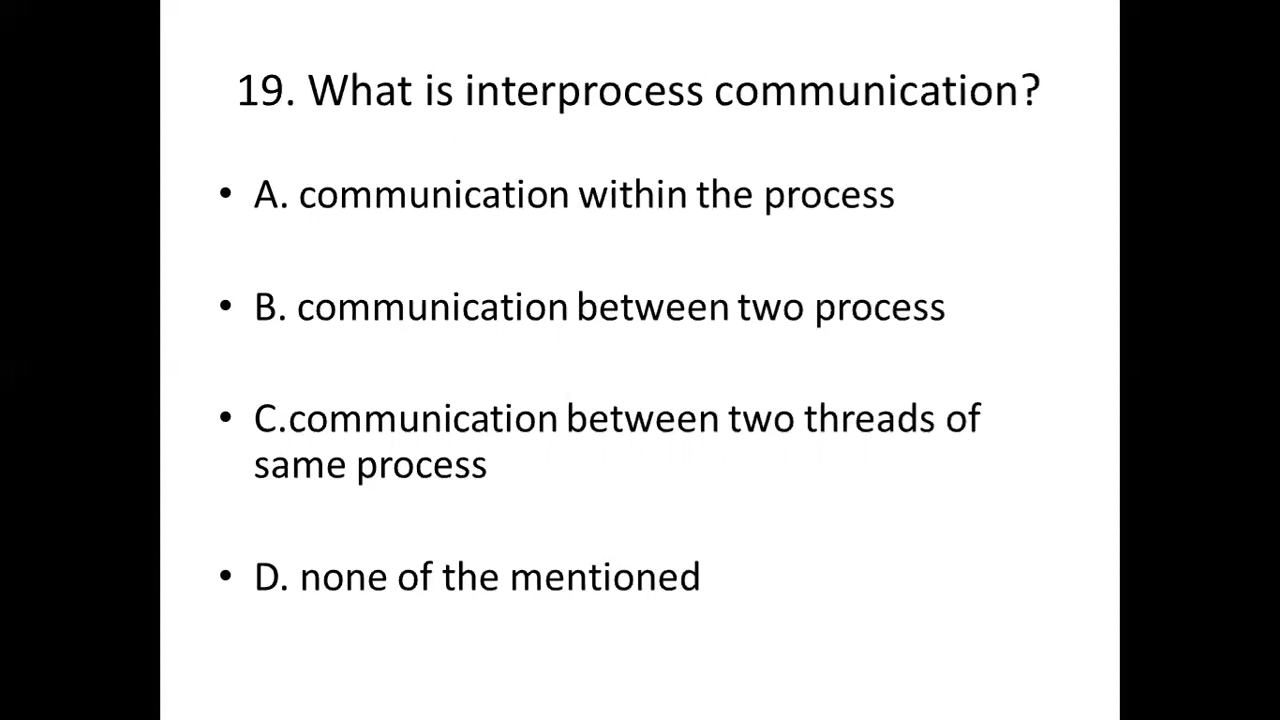 19. What is interprocess communication?
• A. communication within the process
• B. communication between two process
• C.communication between two threads of
same process
• D. none of the mentioned